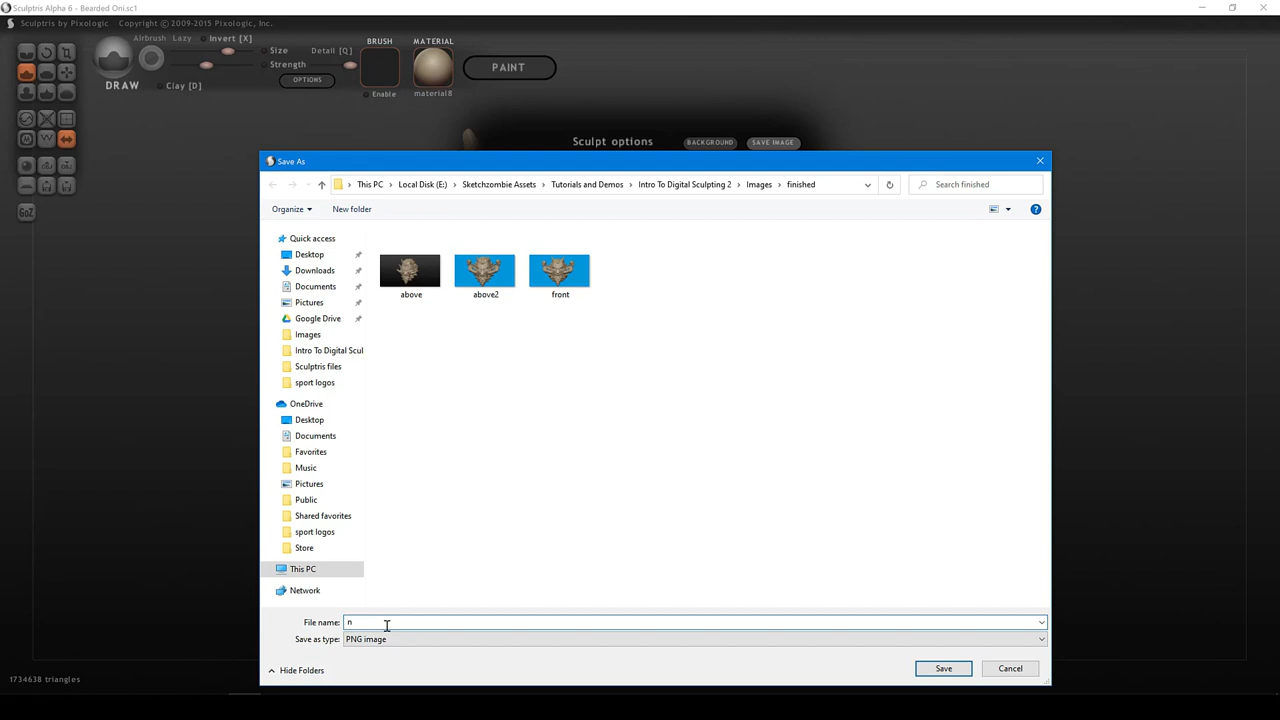 Sculptris Alpha 6 - Bearded Oni.sc1
Sculptris by Pixologic Copyright © 2009-2015 Pixologic, Inc.
Airbrush Lazy Invert [X]
Size Detail [Q]
Strength
OPTIONS
DRAW
Clay [D]
BRUSH
Enable
MATERIAL
material8
PAINT
GoZ
Sculpt options
BACKGROUND
SAVE IMAGE
Save As
This PC > Local Disk (E:) > Sketchzombie Assets > Tutorials and Demos > Intro To Digital Sculpting 2 > Images > finished
Search finished
Organize
New folder
Quick access
Desktop
Downloads
Documents
Pictures
Google Drive
Images
Intro To Digital Scul
Sculptris files
sport logos
OneDrive
Desktop
Documents
Favorites
Music
Pictures
Public
Shared favorites
sport logos
Store
This PC
Network
above
above2
front
File name: n
Save as type: PNG image
Hide Folders
Save
Cancel
1734638 triangles